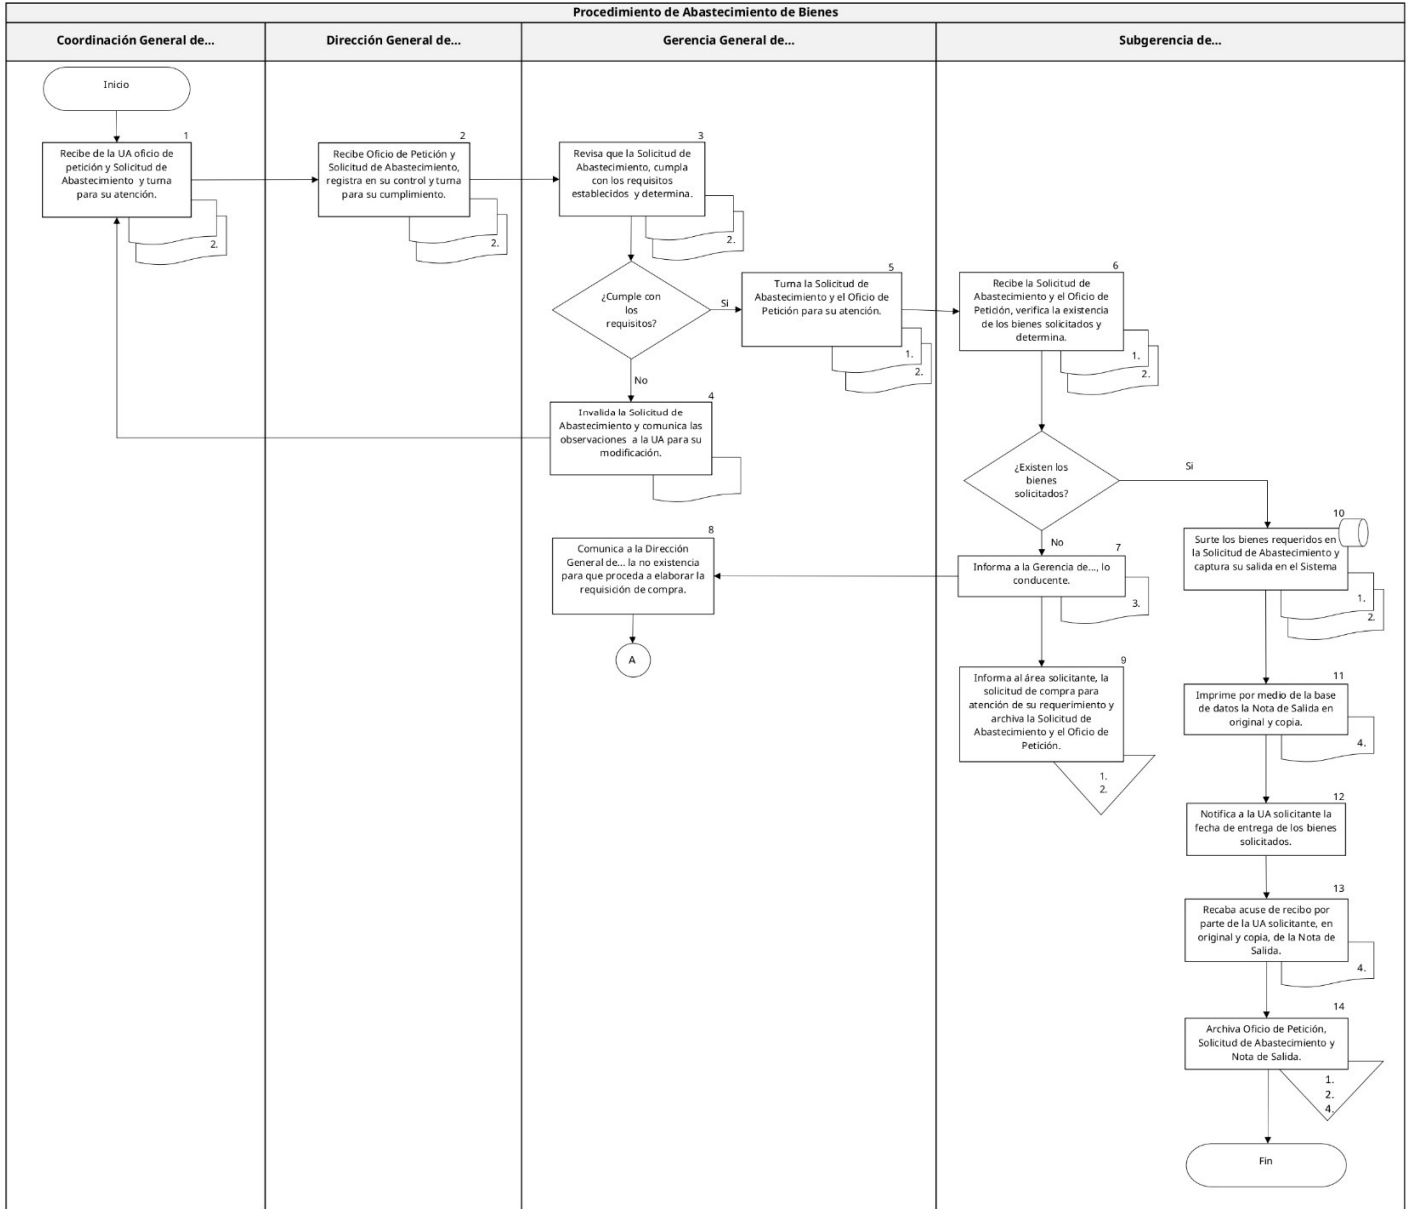 Procedimiento de Abastecimiento de Bienes
Coordinación General de...
Dirección General de...
Gerencia General de...
Subgerencia de...
Inicio
1
Recibe de la UA oficio de
petición y Solicitud de
Abastecimiento y turna
para su atención.
2.
2
Recibe Oficio de Petición y
Solicitud de Abastecimiento,
registra en su control y turna
para su cumplimiento.
2.
3
Revisa que la Solicitud de
Abastecimiento, cumpla
con los requisitos
establecidos y determina.
2.
¿Cumple con
los
requisitos?
Si
No
4
Invalida la Solicitud de
Abastecimiento y comunica las
observaciones a la UA para su
modificación.
5
Turna la Solicitud de
Abastecimiento y el Oficio de
Petición para su atención.
1.
2.
6
Recibe la Solicitud de
Abastecimiento y el Oficio de
Petición, verifica la existencia
de los bienes solicitados y
determina.
1.
2.
¿Existen los
bienes
solicitados?
Si
No
7
Informa a la Gerencia de..., lo
conducente.
3.
8
Comunica a la Dirección
General de... la no existencia
para que proceda a elaborar la
requisición de compra.
A
9
Informa al área solicitante, la
solicitud de compra para
atención de su requerimiento y
archiva la Solicitud de
Abastecimiento y el Oficio de
Petición.
1.
2.
10
Surte los bienes requeridos en
la Solicitud de Abastecimiento y
captura su salida en el Sistema
1.
2.
11
Imprime por medio de la base
de datos la Nota de Salida en
original y copia.
4.
12
Notifica a la UA solicitante la
fecha de entrega de los bienes
solicitados.
13
Recaba acuse de recibo por
parte de la UA solicitante, en
original y copia, de la Nota de
Salida.
4.
14
Archiva Oficio de Petición,
Solicitud de Abastecimiento y
Nota de Salida.
1.
2.
4.
Fin